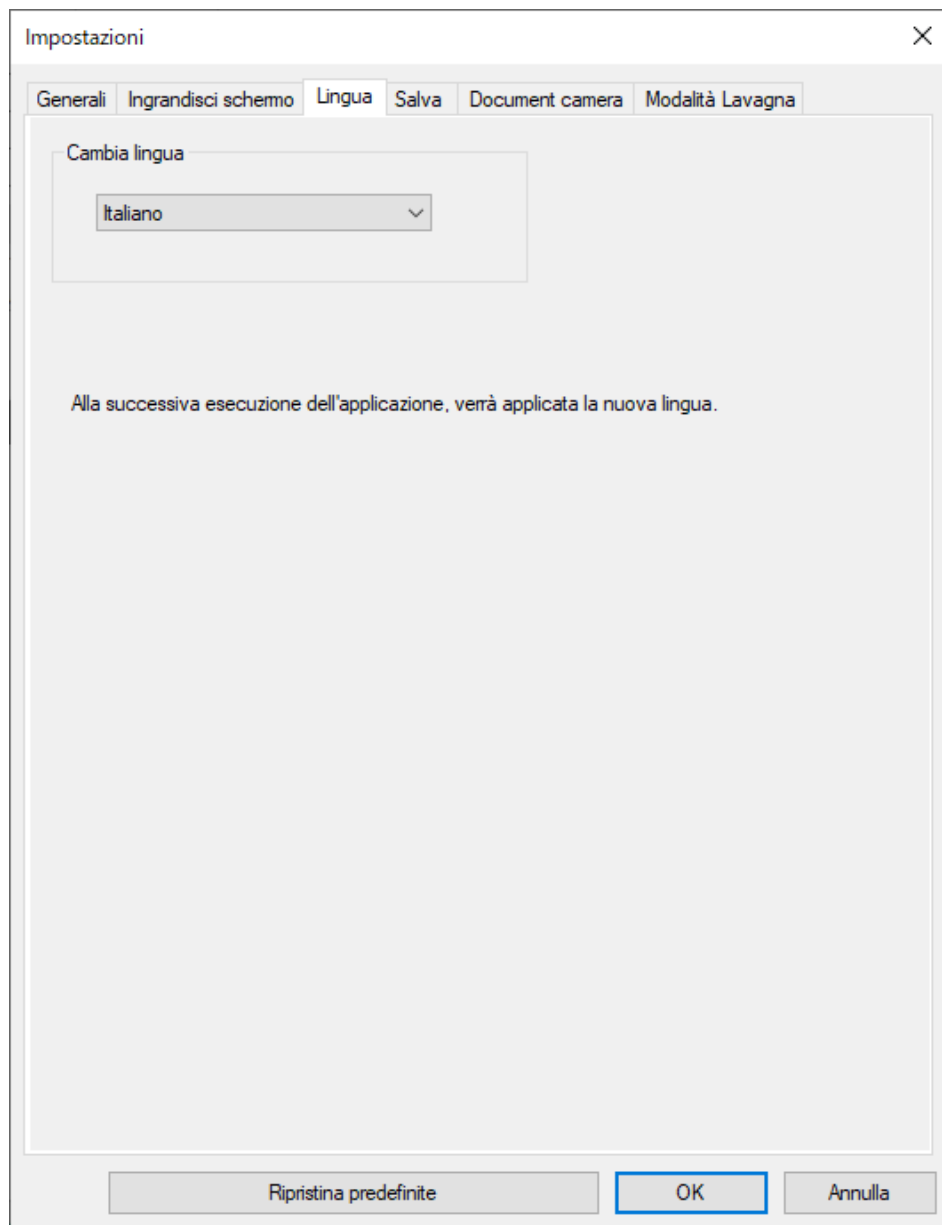 Impostazioni
Generali Ingrandisci schermo Lingua Salva Document camera Modalità Lavagna
Cambia lingua
Italiano
Alla successiva esecuzione dell'applicazione, verrà applicata la nuova lingua.
Ripristina predefinite OK Annulla